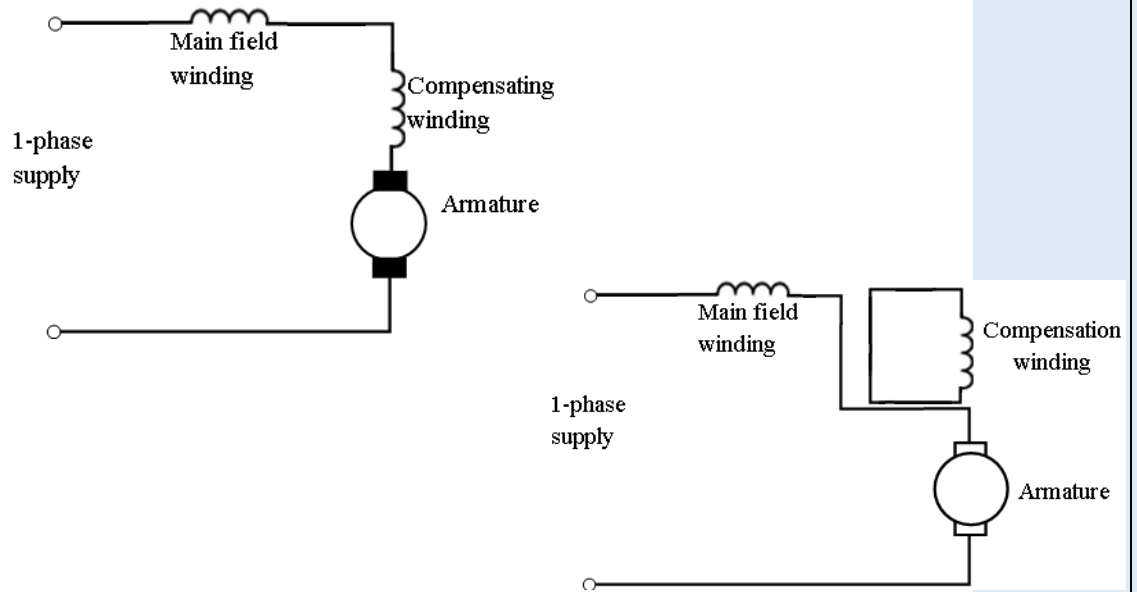 Main field
winding
Compensating
winding
1-phase
supply
Armature
Main field
winding
Compensation
winding
1-phase
supply
Armature